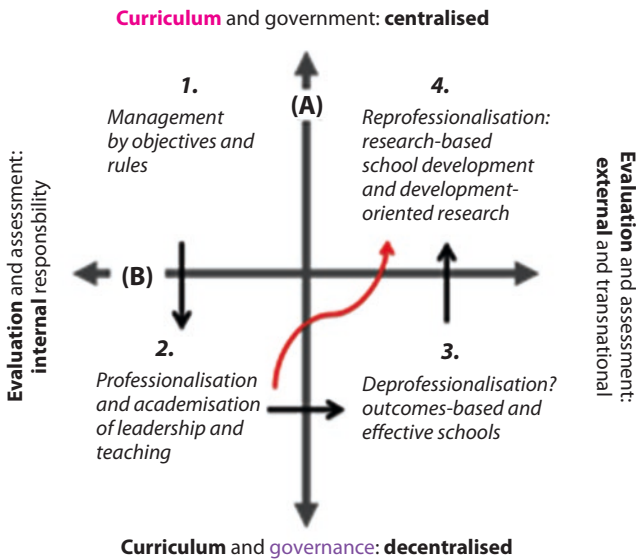 Curriculum and government: centralised
(A)
1.
Management
by objectives and
rules
4.
Reprofessionalisation:
research-based
school development
and development-
oriented research
Evaluation and assessment:
internal responsbility
(B)
Evaluation and assessment:
external and transnational
2.
Professionalisation
and academisation
of leadership and
teaching
3.
Deprofessionalisation?
outcomes-based and
effective schools
Curriculum and governance: decentralised